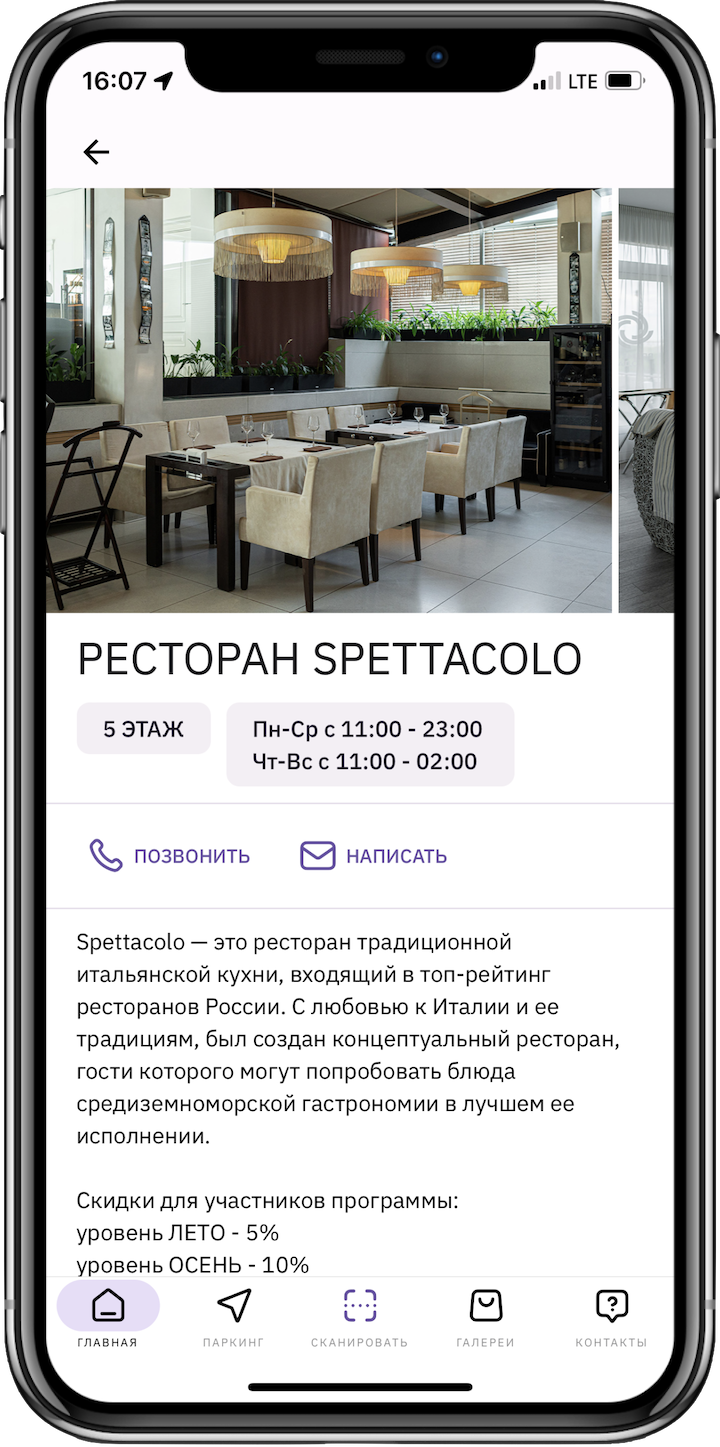 16:07
LTE
РЕСТОРАН SPETTACOLO
5 ЭТАЖ
Пн-Ср с 11:00 - 23:00
Чт-Вс с 11:00 - 02:00
ПОЗВОНИТЬ
НАПИСАТЬ
Spettacolo — это ресторан традиционной
итальянской кухни, входящий в топ-рейтинг
ресторанов России. С любовью к Италии и ее
традициям, был создан концептуальный ресторан,
гости которого могут попробовать блюда
средиземноморской гастрономии в лучшем ее
исполнении.
Скидки для участников программы:
уровень ЛЕТО - 5%
уровень ОСЕНЬ - 10%
ГЛАВНАЯ
ПАРКИНГ
СКАНИРОВАТЬ
ГАЛЕРЕИ
КОНТАКТЫ